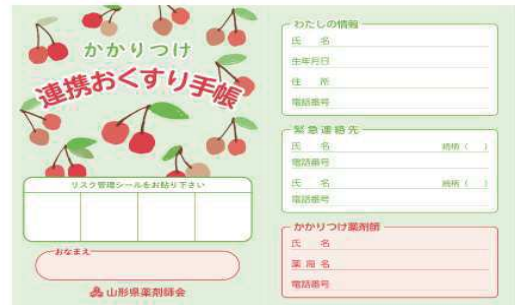 かかりつけ
連携おくすり手帳
リスク管理シールをお貼り下さい
おなまえ
山形県薬剤師会
わたしの情報
氏 名
生年月日
住 所
電話番号
緊急連絡先
氏 名 続柄( )
電話番号
氏 名 続柄( )
電話番号
かかりつけ薬剤師
氏 名
薬局名
電話番号